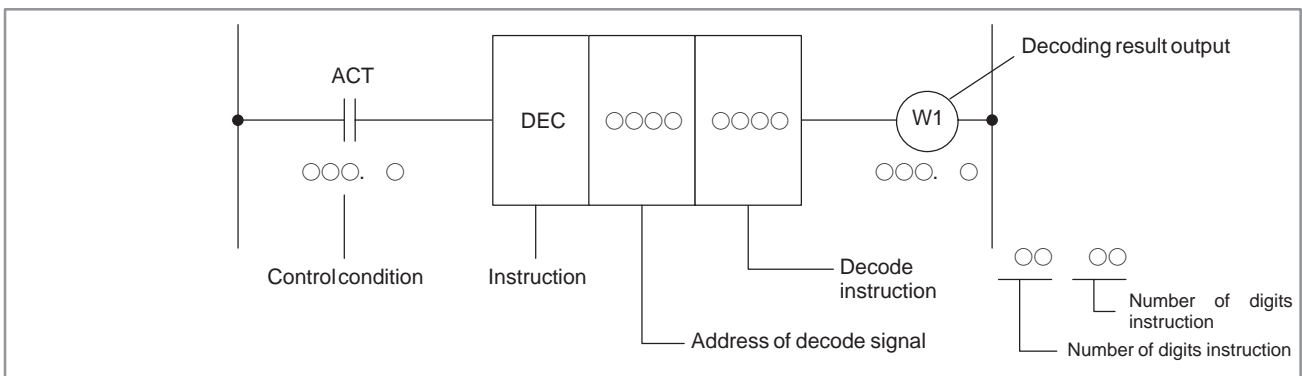 Decoding result output
ACT
DEC
○○○○
○○○○
W1
○○○. ○
○○○. ○
Control condition
Instruction
Decode
instruction
Address of decode signal
○○ ○○
Number of digits
instruction
Number of digits instruction